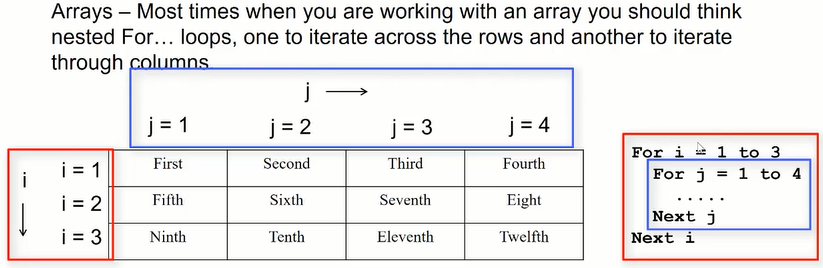 Arrays – Most times when you are working with an array you should think
nested For… loops, one to iterate across the rows and another to iterate
through columns.
j →
j = 1 j = 2 j = 3 j = 4
i i = 1 First Second Third Fourth
i = 2 Fifth Sixth Seventh Eight
↓ i = 3 Ninth Tenth Eleventh Twelfth
For i = 1 to 3
For j = 1 to 4
.....
Next j
Next i